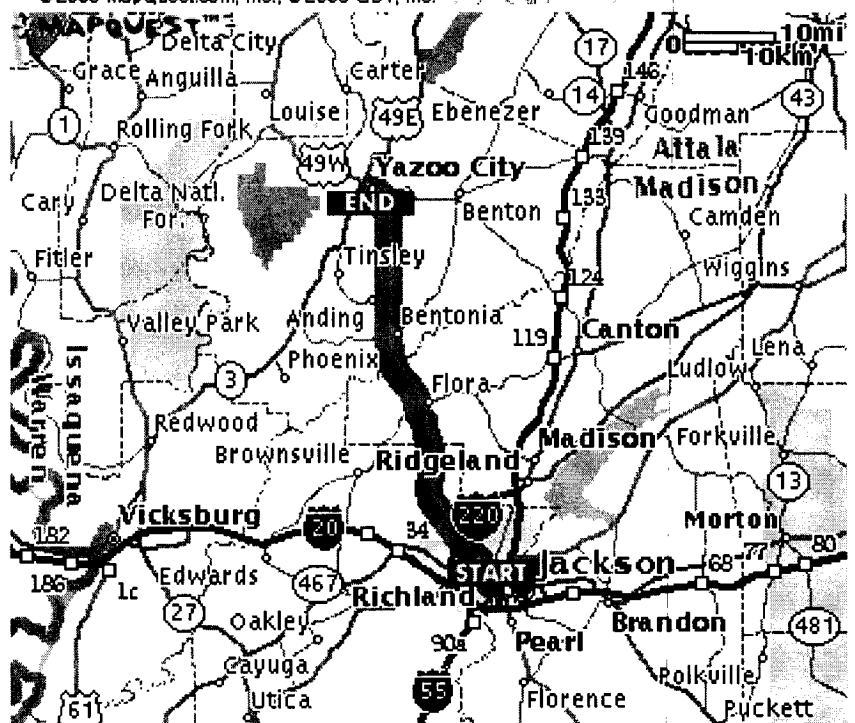 MAPQUEST™
10mi
0
10km
Delta City
17
146
Grace
Anguilla
Carter
14
43
Louise
Ebenezer
Goodman
49E
1
Rolling Fork
139
Attala
49W
Yazoo City
Madison
Cary
Delta Natl.
For.
END
133
Benton
Camden
Fitler
Tinsley
124
Wiggins
Valley Park
Anding
Bentonia
119
Canton
Phoenix
Ludlow
Lena
Issaquena
Warren
3
Flora
Redwood
Madison
Forkville
Brownsville
Ridgeland
13
Vicksburg
220
Morton
182
20
34
START
Jackson
68
77
80
186
1c
Edwards
467
Richland
27
Oakley
Brandon
481
90a
Pearl
Cayuga
Polkville
61
Utica
55
Florence
Puckett